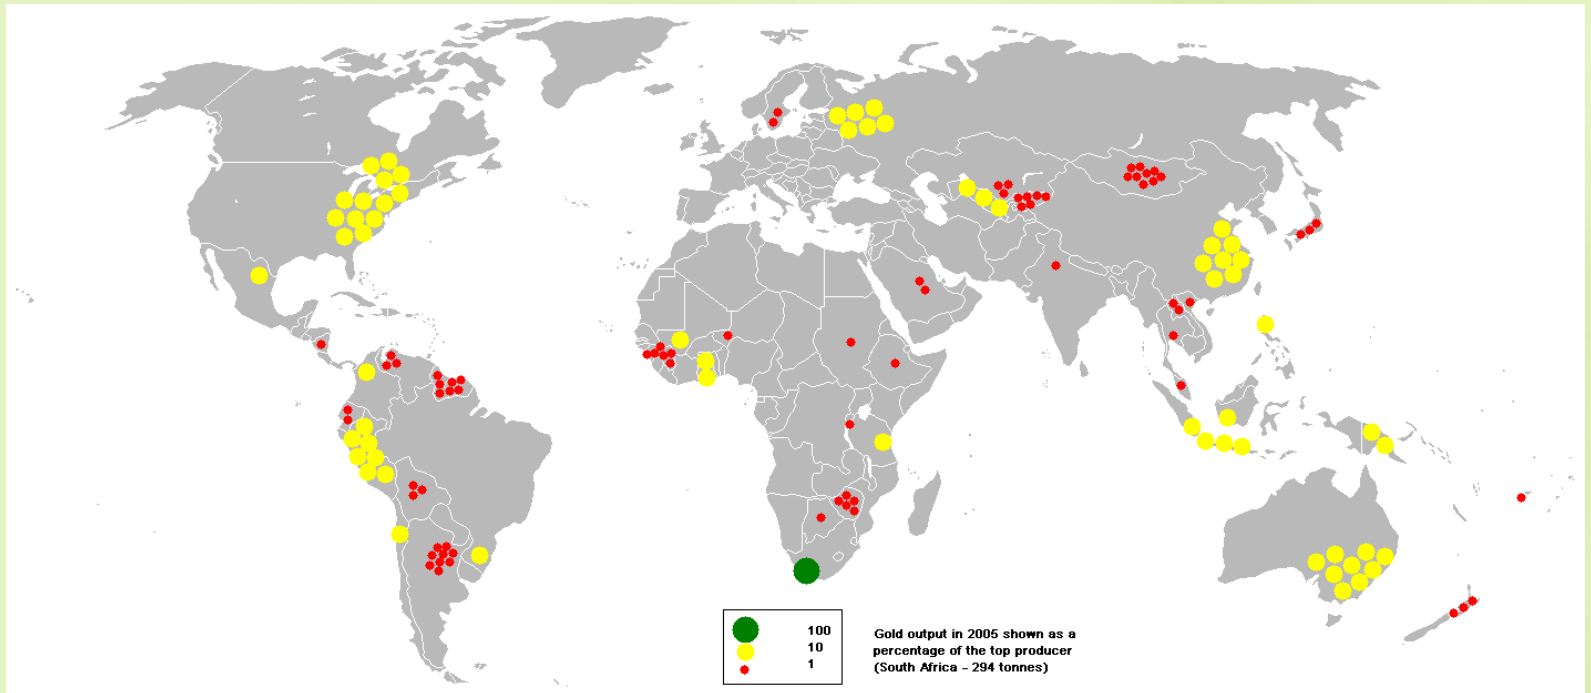 100
10
1
Gold output in 2005 shown as a
percentage of the top producer
(South Africa - 294 tonnes)